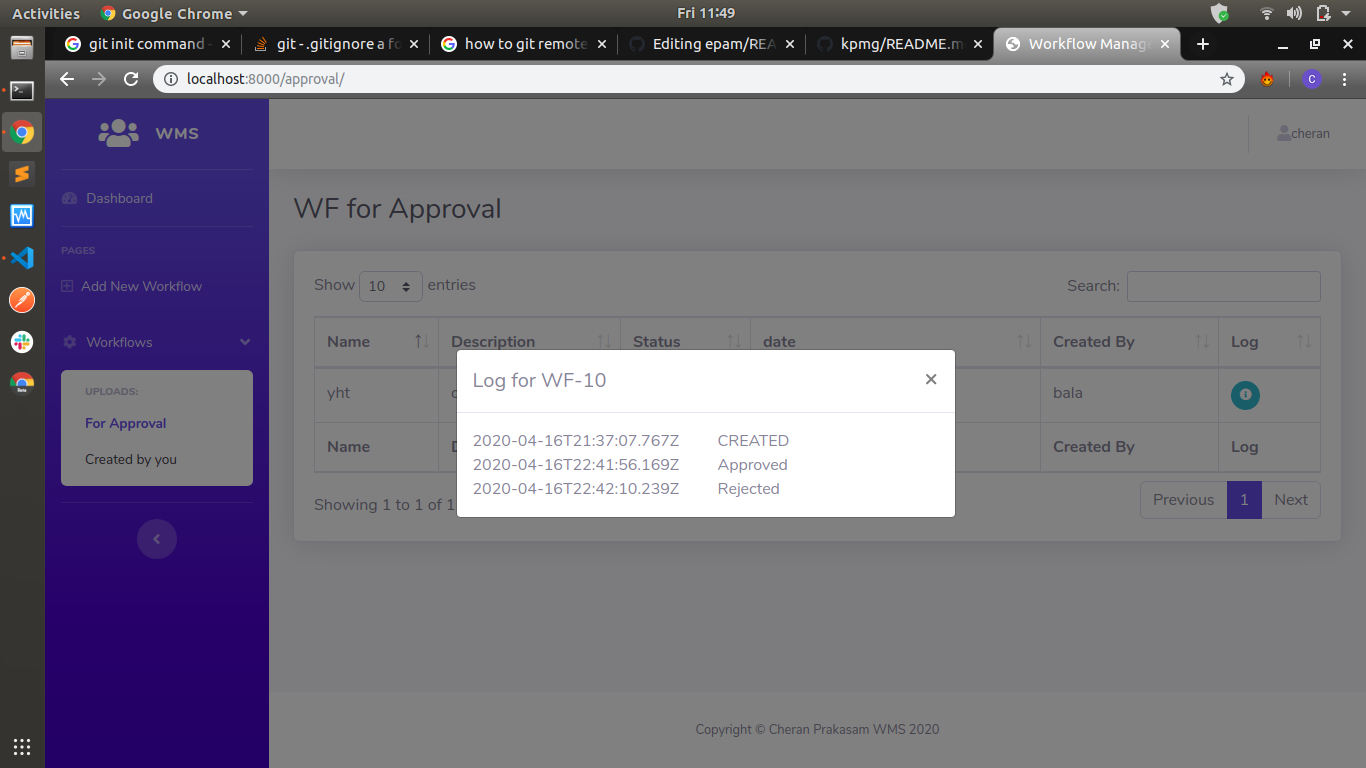 Activities Google Chrome Fri 11:49
git init command - git - .gitignore a fo how to git remote Editing epam/REA kpmg/README.m Workflow Manag
localhost:8000/approval/ C
WMS
cheran
Dashboard
PAGES
Add New Workflow
Workflows
UPLOADS:
For Approval
Created by you
WF for Approval
Show 10 entries Search:
Name Description Status date Created By Log
yht bala
Name Created By Log
Showing 1 to 1 of 1 Previous 1 Next
Log for WF-10 ×
2020-04-16T21:37:07.767Z CREATED
2020-04-16T22:41:56.169Z Approved
2020-04-16T22:42:10.239Z Rejected
Copyright © Cheran Prakasam WMS 2020